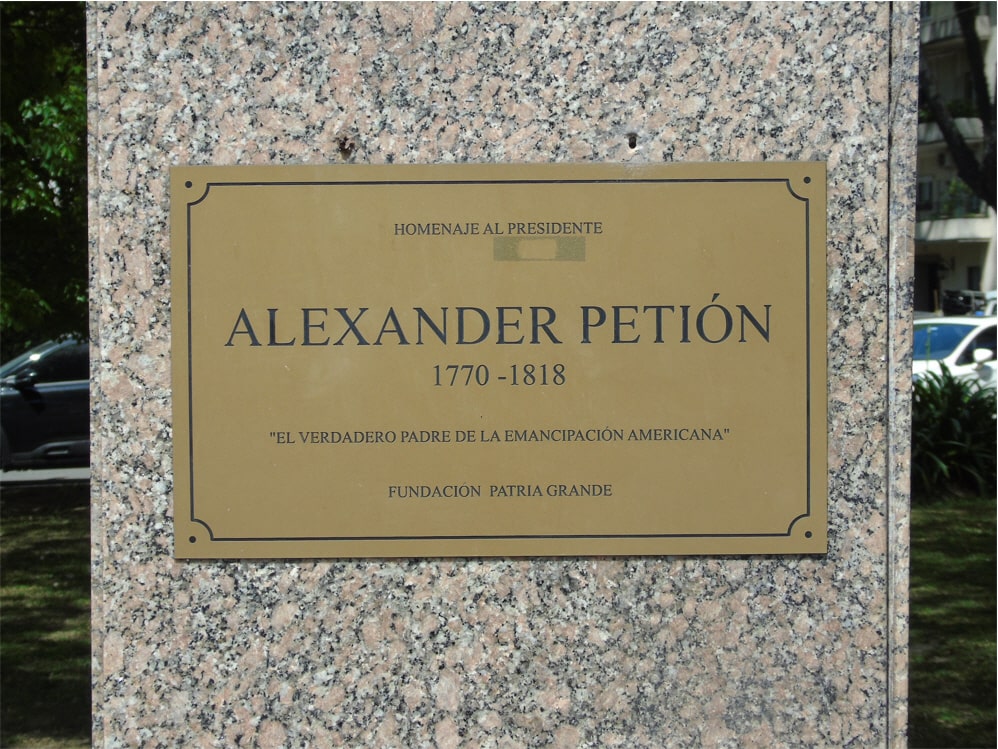 HOMENAJE AL PRESIDENTE
ALEXANDER PETIÓN
1770 -1818
"EL VERDADERO PADRE DE LA EMANCIPACIÓN AMERICANA"
FUNDACIÓN PATRIA GRANDE